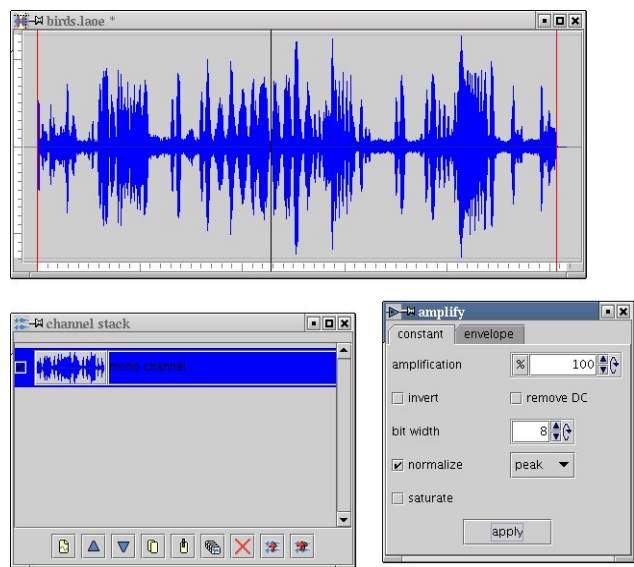 birds.laoe *
channel stack
mono channel...
amplify
constant envelope
amplification % 100
invert remove DC
bit width 8
normalize peak
saturate
apply